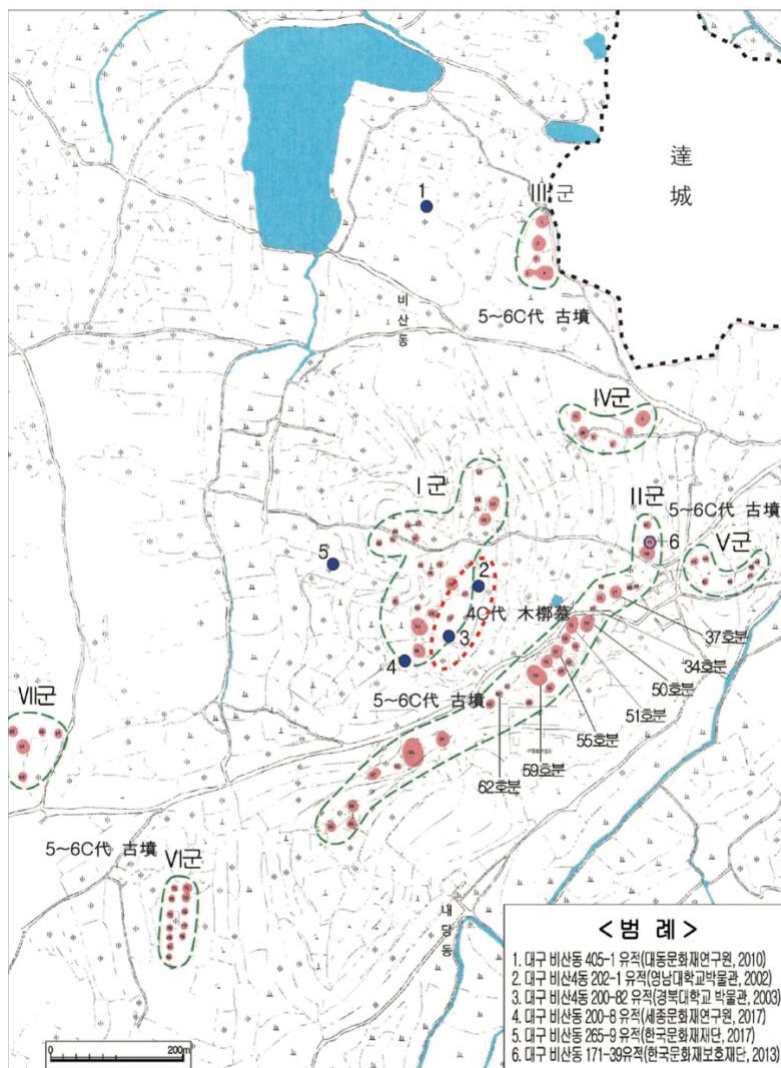 達
城
1
III군
비
산
동
5~6C代 古墳
IV군
I군
II군
5~6C代 古墳
6
V군
5
2
4C代 木槨墓
3
37호분
34호분
4
50호분
5~6C代 古墳
51호분
VII군
55호분
59호분
62호분
5~6C代 古墳
VI군
내
당
동
<범 례>
1. 대구 비산동 405-1 유적(대동문화재연구원, 2010)
2. 대구 비산4동 202-1 유적(영남대학교박물관, 2002)
3. 대구 비산4동 200-82 유적(경북대학교 박물관, 2003)
4. 대구 비산동 200-8 유적(세종문화재연구원, 2017)
5. 대구 비산동 265-9 유적(한국문화재재단, 2017)
6. 대구 비산동 171-39유적(한국문화재보호재단, 2013)
0 200m